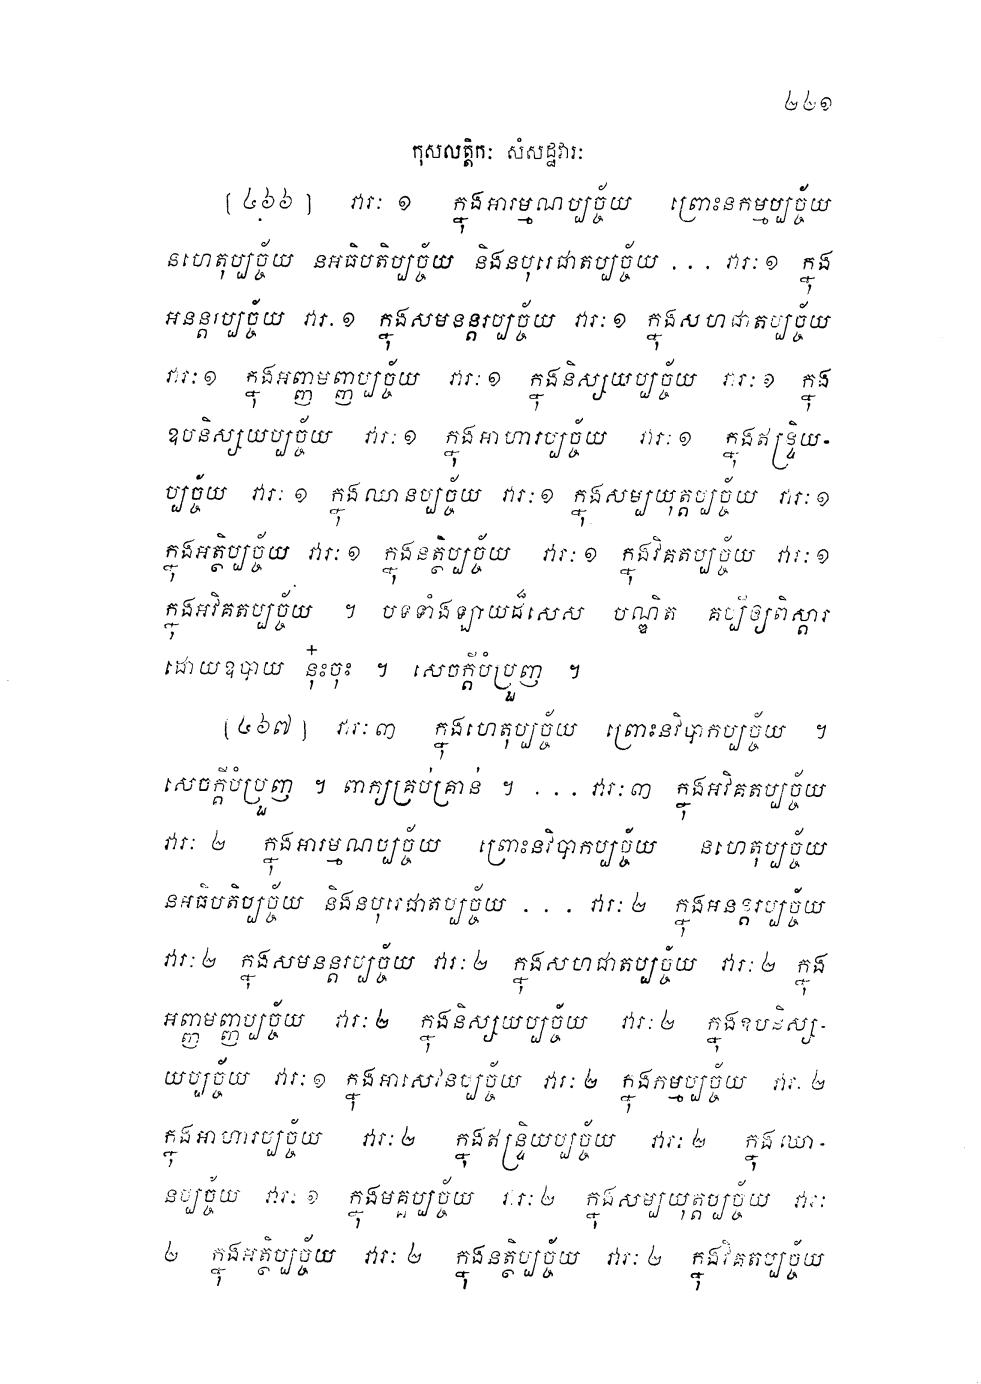 ២២១
កុសលត្តិកៈ សំសដ្ឋវារៈ
[៤៦៦] វារៈ ១ ក្នុងអារម្មណប្បច្ច័យ ព្រោះនកម្មប្បច្ច័យ
នហេតុប្បច្ច័យ នអធិបតិប្បច្ច័យ និងនបុរេជាតប្បច្ច័យ ... វារៈ ១ ក្នុង
អនន្តរប្បច្ច័យ វារៈ ១ ក្នុងសមនន្តរប្បច្ច័យ វារៈ ១ ក្នុងសហជាតប្បច្ច័យ
វារៈ ១ ក្នុងអញ្ញមញ្ញប្បច្ច័យ វារៈ ១ ក្នុងនិស្សយប្បច្ច័យ វារៈ ១ ក្នុង
ឧបនិស្សយប្បច្ច័យ វារៈ ១ ក្នុងអាហារប្បច្ច័យ វារៈ ១ ក្នុងឥន្ទ្រិយ-
ប្បច្ច័យ វារៈ ១ ក្នុងឈានប្បច្ច័យ វារៈ ១ ក្នុងសម្បយុត្តប្បច្ច័យ វារៈ ១
ក្នុងអត្ថិប្បច្ច័យ វារៈ ១ ក្នុងនត្ថិប្បច្ច័យ វារៈ ១ ក្នុងវិគតប្បច្ច័យ វារៈ ១
ក្នុងអវិគតប្បច្ច័យ ។ បទទាំងឡាយដ៏សេស បណ្ឌិត គប្បីឲ្យពិស្តារ
ដោយឧបាយ នុ៎ះចុះ ។ សេចក្តីបំប្រួញ ។
[៤៦៧] វារៈ ៣ ក្នុងហេតុប្បច្ច័យ ព្រោះនវិបាកប្បច្ច័យ ។
សេចក្តីបំប្រួញ ។ ពាក្យគ្រប់គ្រាន់ ។ ... វារៈ ៣ ក្នុងអវិគតប្បច្ច័យ
វារៈ ២ ក្នុងអារម្មណប្បច្ច័យ ព្រោះនវិបាកប្បច្ច័យ នហេតុប្បច្ច័យ
នអធិបតិប្បច្ច័យ និងនបុរេជាតប្បច្ច័យ ... វារៈ ២ ក្នុងអនន្តរប្បច្ច័យ
វារៈ ២ ក្នុងសមនន្តរប្បច្ច័យ វារៈ ២ ក្នុងសហជាតប្បច្ច័យ វារៈ ២ ក្នុង
អញ្ញមញ្ញប្បច្ច័យ វារៈ ២ ក្នុងនិស្សយប្បច្ច័យ វារៈ ២ ក្នុងឧបនិស្ស-
យប្បច្ច័យ វារៈ ១ ក្នុងអាសេវនប្បច្ច័យ វារៈ ២ ក្នុងកម្មប្បច្ច័យ វារៈ ២
ក្នុងអាហារប្បច្ច័យ វារៈ ២ ក្នុងឥន្ទ្រិយប្បច្ច័យ វារៈ ២ ក្នុងឈា-
នប្បច្ច័យ វារៈ ១ ក្នុងមគ្គប្បច្ច័យ វារៈ ២ ក្នុងសម្បយុត្តប្បច្ច័យ វារៈ
២ ក្នុងអត្ថិប្បច្ច័យ វារៈ ២ ក្នុងនត្ថិប្បច្ច័យ វារៈ ២ ក្នុងវិគតប្បច្ច័យ